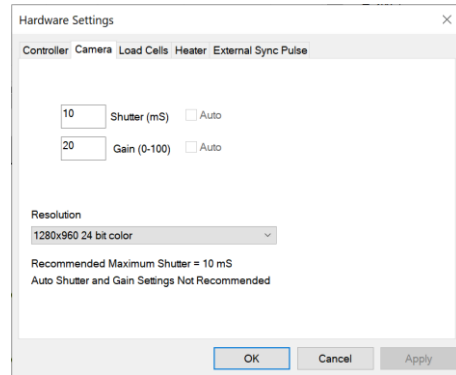 Hardware Settings
Controller Camera Load Cells Heater External Sync Pulse
10 Shutter (mS) Auto
20 Gain (0-100) Auto
Resolution
1280x960 24 bit color
Recommended Maximum Shutter = 10 mS
Auto Shutter and Gain Settings Not Recommended
OK Cancel Apply